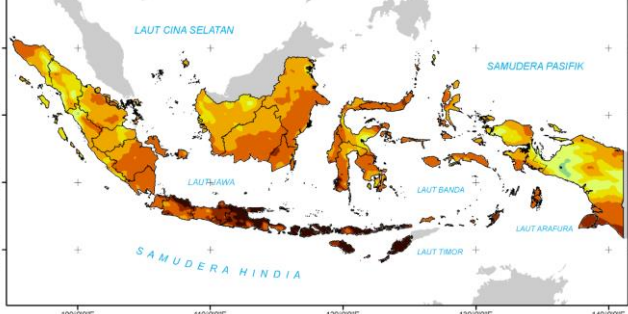 LAUT CINA SELATAN
SAMUDERA PASIFIK
LAUT JAWA
LAUT BANDA
LAUT ARAFURA
LAUT TIMOR
SAMUDERA HINDIA